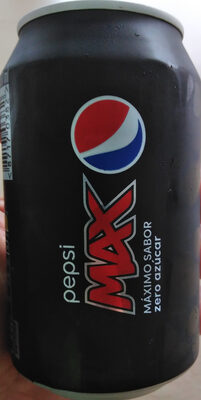 pepsi
MAX
MÁXIMO SABOR
zero azúcar